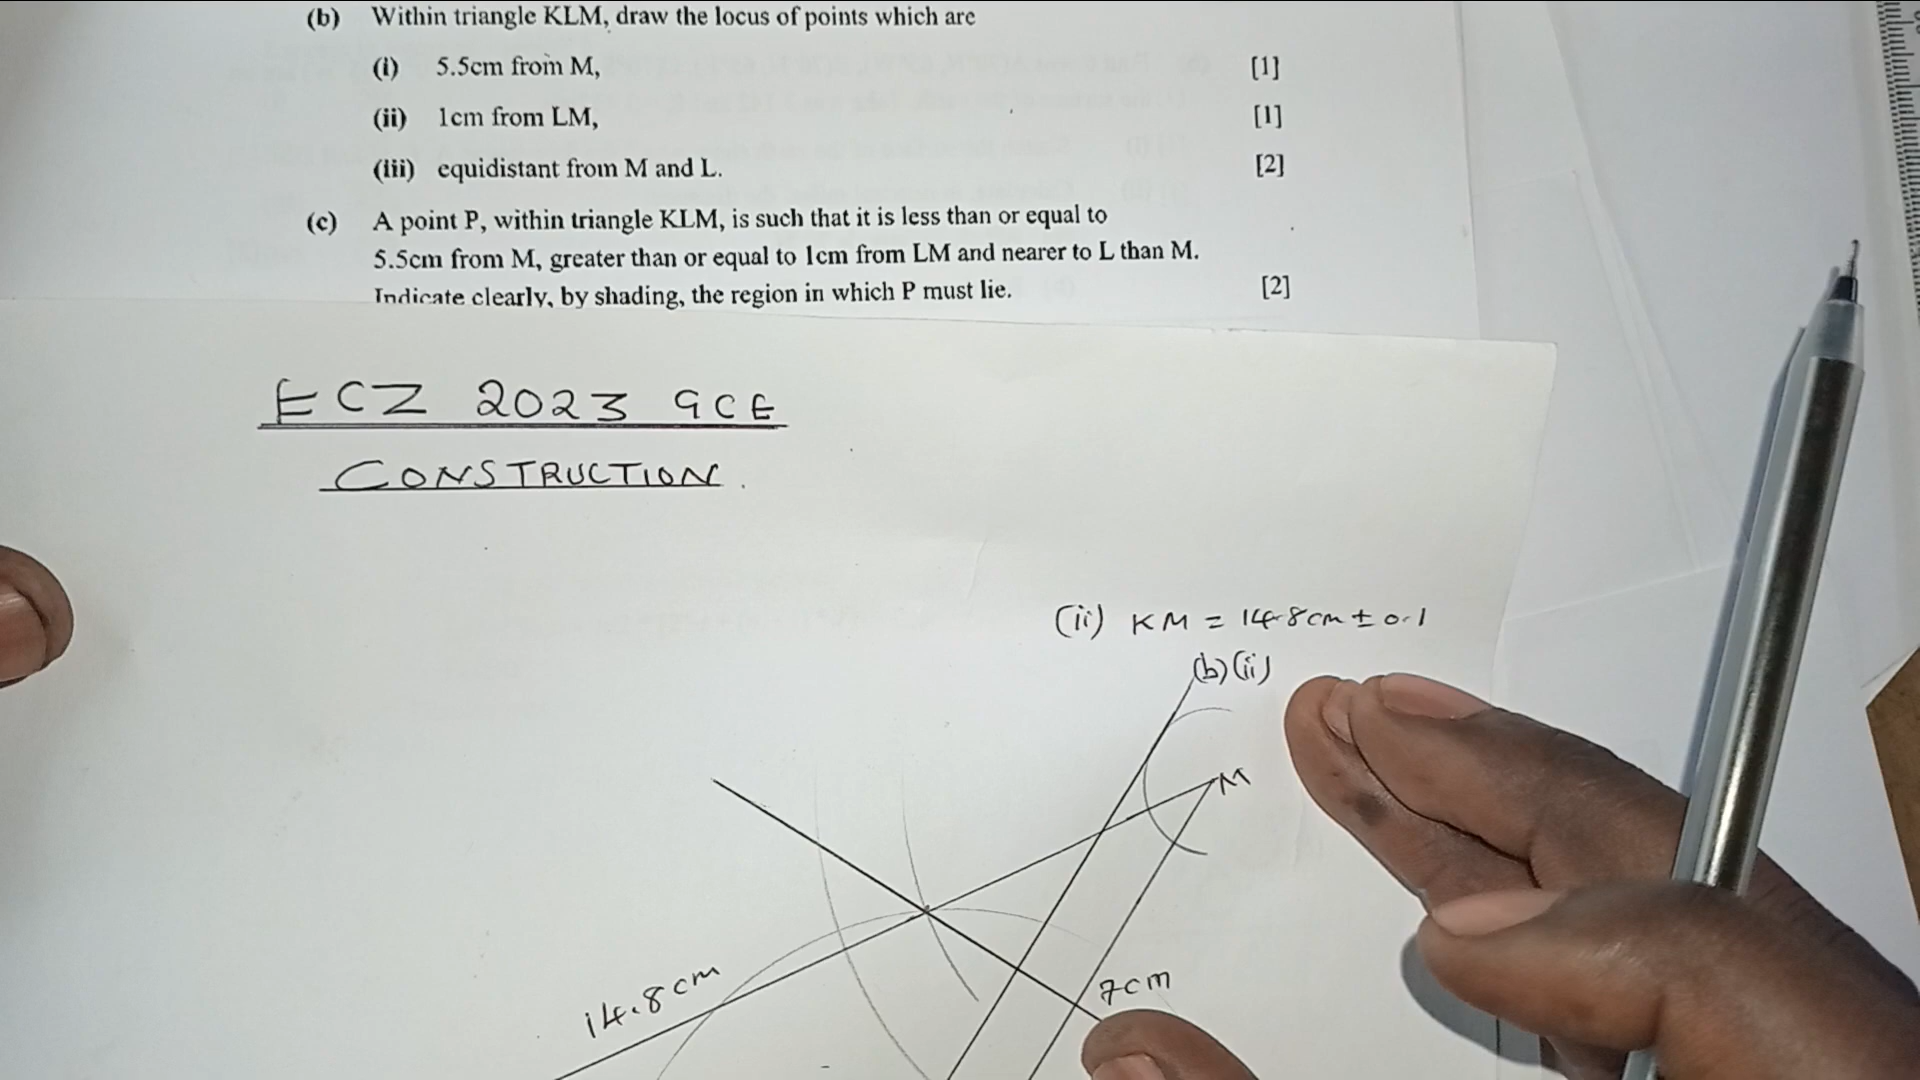 (b) Within triangle KLM, draw the locus of points which are
(i) 5.5cm from M, [1]
(ii) 1cm from LM, [1]
(iii) equidistant from M and L. [2]
(c) A point P, within triangle KLM, is such that it is less than or equal to
5.5cm from M, greater than or equal to 1cm from LM and nearer to L than M.
Indicate clearly, by shading, the region in which P must lie. [2]
ECZ 2023 GCE
CONSTRUCTION.
(ii) KM = 14.8cm ± 0.1
(b)(ii)
M
14.8cm
7cm